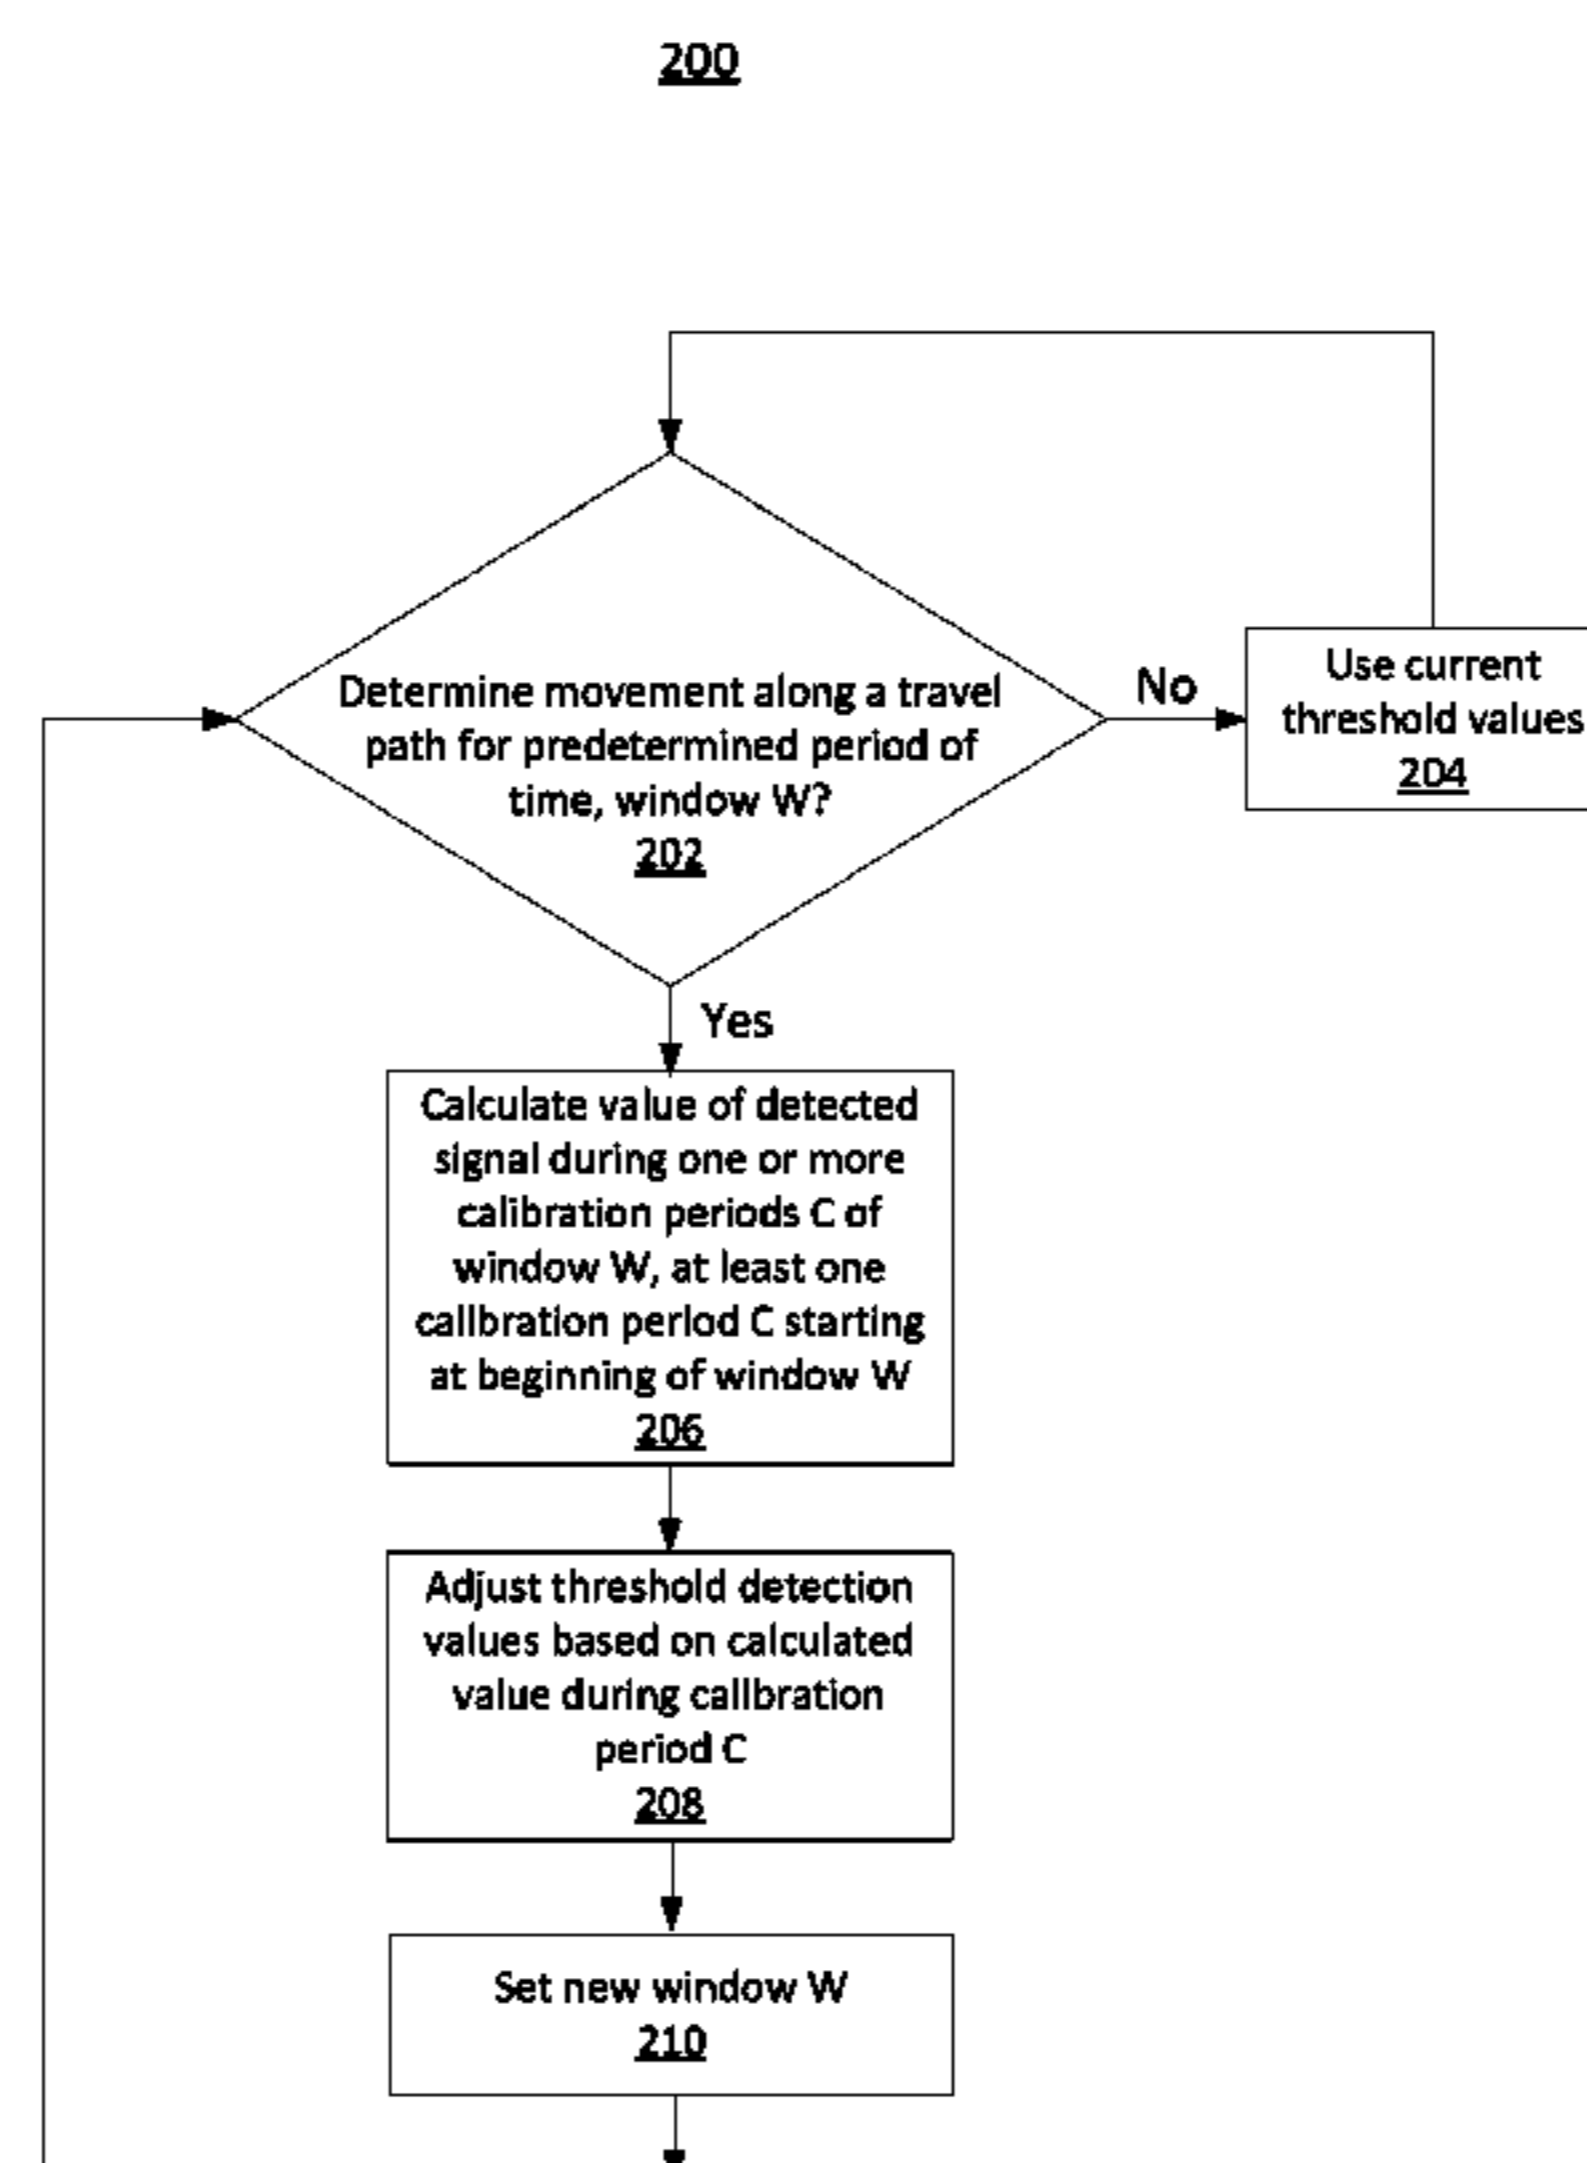 200
Determine movement along a travel
path for predetermined period of
time, window W?
202
No
Use current
threshold values
204
Yes
Calculate value of detected
signal during one or more
calibration periods C of
window W, at least one
calibration period C starting
at beginning of window W
206
Adjust threshold detection
values based on calculated
value during calibration
period C
208
Set new window W
210